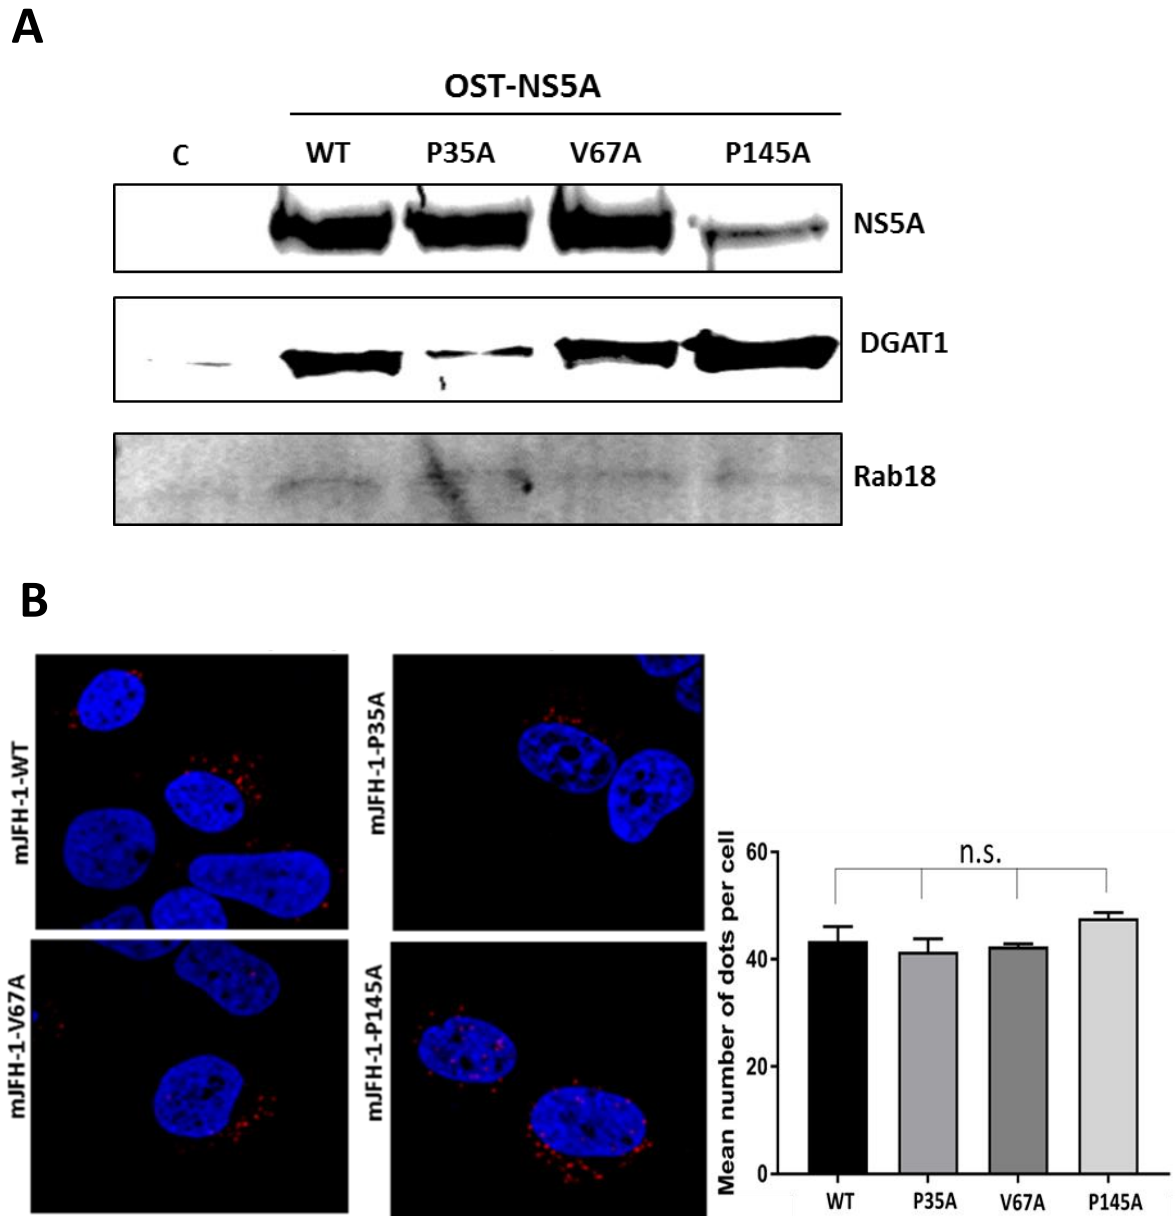 A
OST-NS5A
C WT P35A V67A P145A
NS5A
DGAT1
Rab18
B
mJFH-1-WT
mJFH-1-P35A
mJFH-1-V67A
mJFH-1-P145A
Mean number of dots per cell
n.s.
60
40
20
0
WT P35A V67A P145A